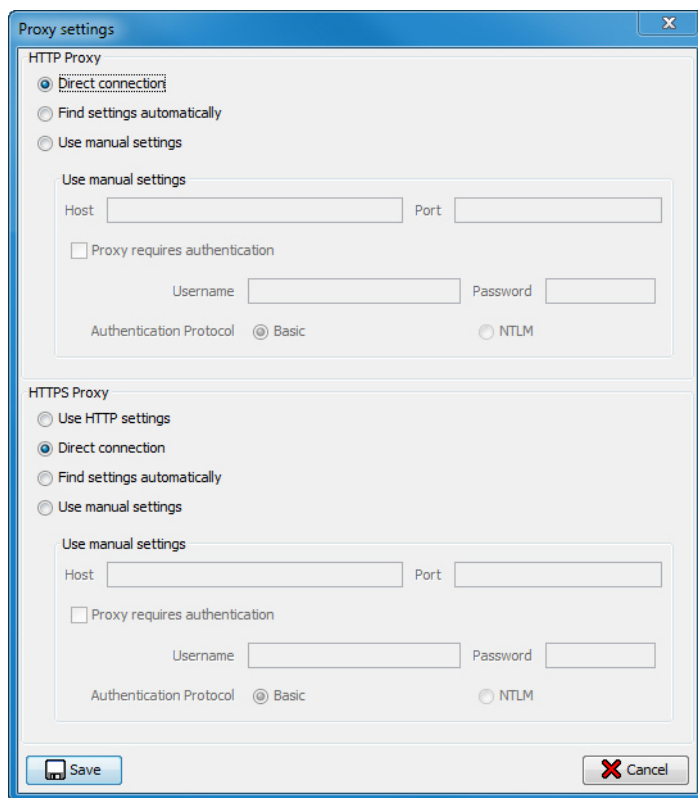 Proxy settings
HTTP Proxy
Direct connection
Find settings automatically
Use manual settings
Use manual settings
Host Port
Proxy requires authentication
Username Password
Authentication Protocol Basic NTLM
HTTPS Proxy
Use HTTP settings
Direct connection
Find settings automatically
Use manual settings
Use manual settings
Host Port
Proxy requires authentication
Username Password
Authentication Protocol Basic NTLM
Save Cancel